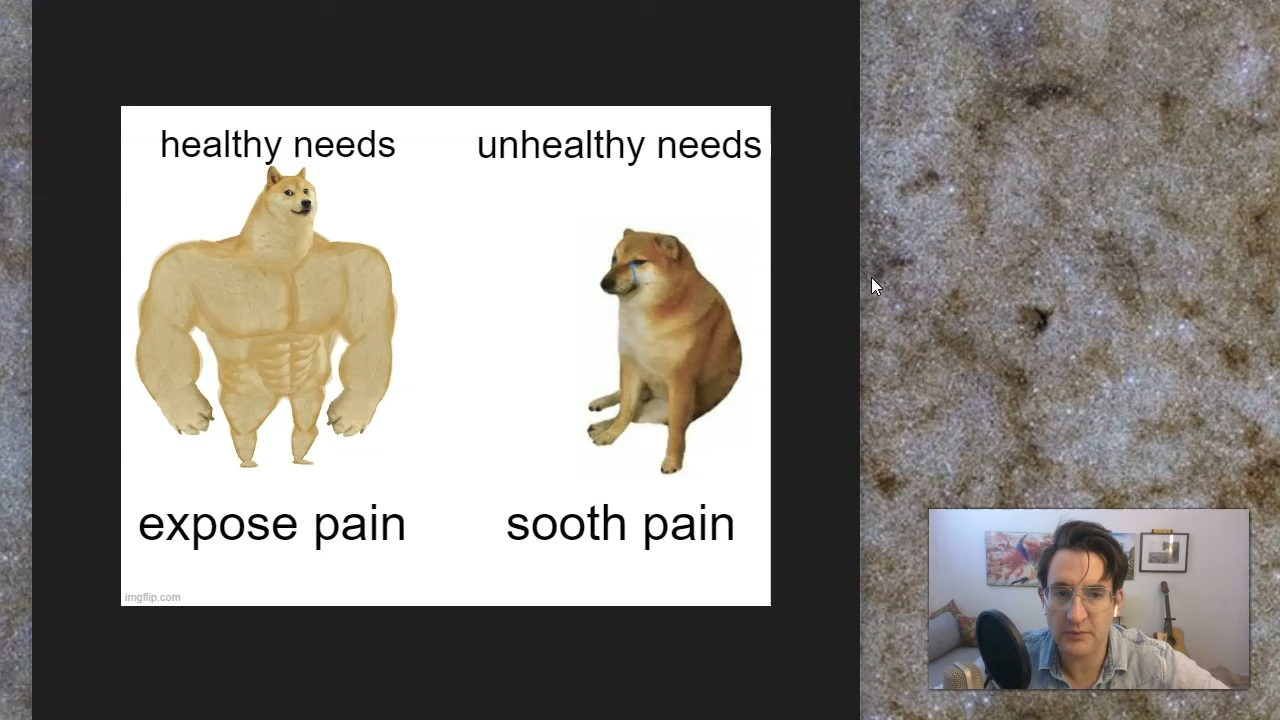 healthy needs
unhealthy needs
expose pain
sooth pain
imgflip.com